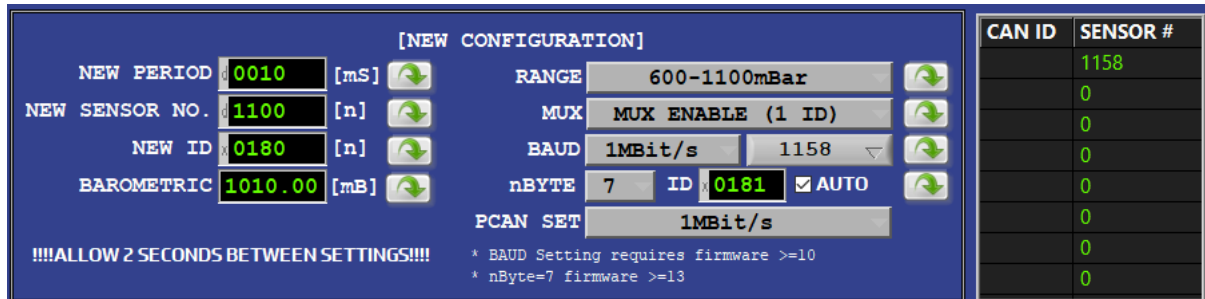 [NEW CONFIGURATION]
NEW PERIOD d 0010 [mS]
NEW SENSOR NO. d 1100 [n]
NEW ID x 0180 [n]
BAROMETRIC 1010.00 [mB]
!!!!ALLOW 2 SECONDS BETWEEN SETTINGS!!!!
RANGE 600-1100mBar
MUX MUX ENABLE (1 ID)
BAUD 1MBit/s 1158
nBYTE 7 ID x 0181 AUTO
PCAN SET 1MBit/s
* BAUD Setting requires firmware >=10
* nByte=7 firmware >=13
CAN ID SENSOR #
1158
0
0
0
0
0
0
0